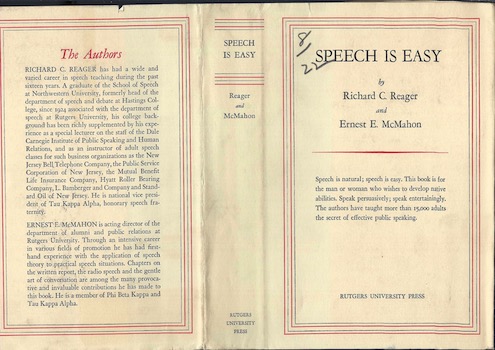 The Authors
RICHARD C. REAGER has had a wide and
varied career in speech teaching during the past
sixteen years. A graduate of the School of Speech
at Northwestern University, formerly head of the
department of speech and debate at Hastings Col-
lege, since 1924 associated with the department of
speech at Rutgers University, his college back-
ground has been richly supplemented by his expe-
rience as a special lecturer on the staff of the Dale
Carnegie Institute of Public Speaking and Human
Relations, and as an instructor of adult speech
classes for such business organizations as the New
Jersey Bell Telephone Company, the Public Service
Corporation of New Jersey, the Mutual Benefit
Life Insurance Company, Hyatt Roller Bearing
Company, L. Bamberger and Company and Stand-
ard Oil of New Jersey. He is national vice presi-
dent of Tau Kappa Alpha, honorary speech fra-
ternity.
ERNEST E. McMAHON is acting director of the
department of alumni and public relations at
Rutgers University. Through an intensive career
in various fields of promotion he has had first-
hand experience with the application of speech
theory to practical speech situations. Chapters on
the written report, the radio speech and the gentle
art of conversation are among the many provoca-
tive and invaluable contributions he has made to
this book. He is a member of Phi Beta Kappa and
Tau Kappa Alpha.
SPEECH
IS EASY
Reager
and
McMahon
RUTGERS
UNIVERSITY
PRESS
8/22
SPEECH IS EASY
by
Richard C. Reager
and
Ernest E. McMahon
Speech is natural; speech is easy. This book is for
the man or woman who wishes to develop native
abilities. Speak persuasively; speak entertainingly.
The authors have taught more than 15,000 adults
the secret of effective public speaking.
RUTGERS UNIVERSITY PRESS